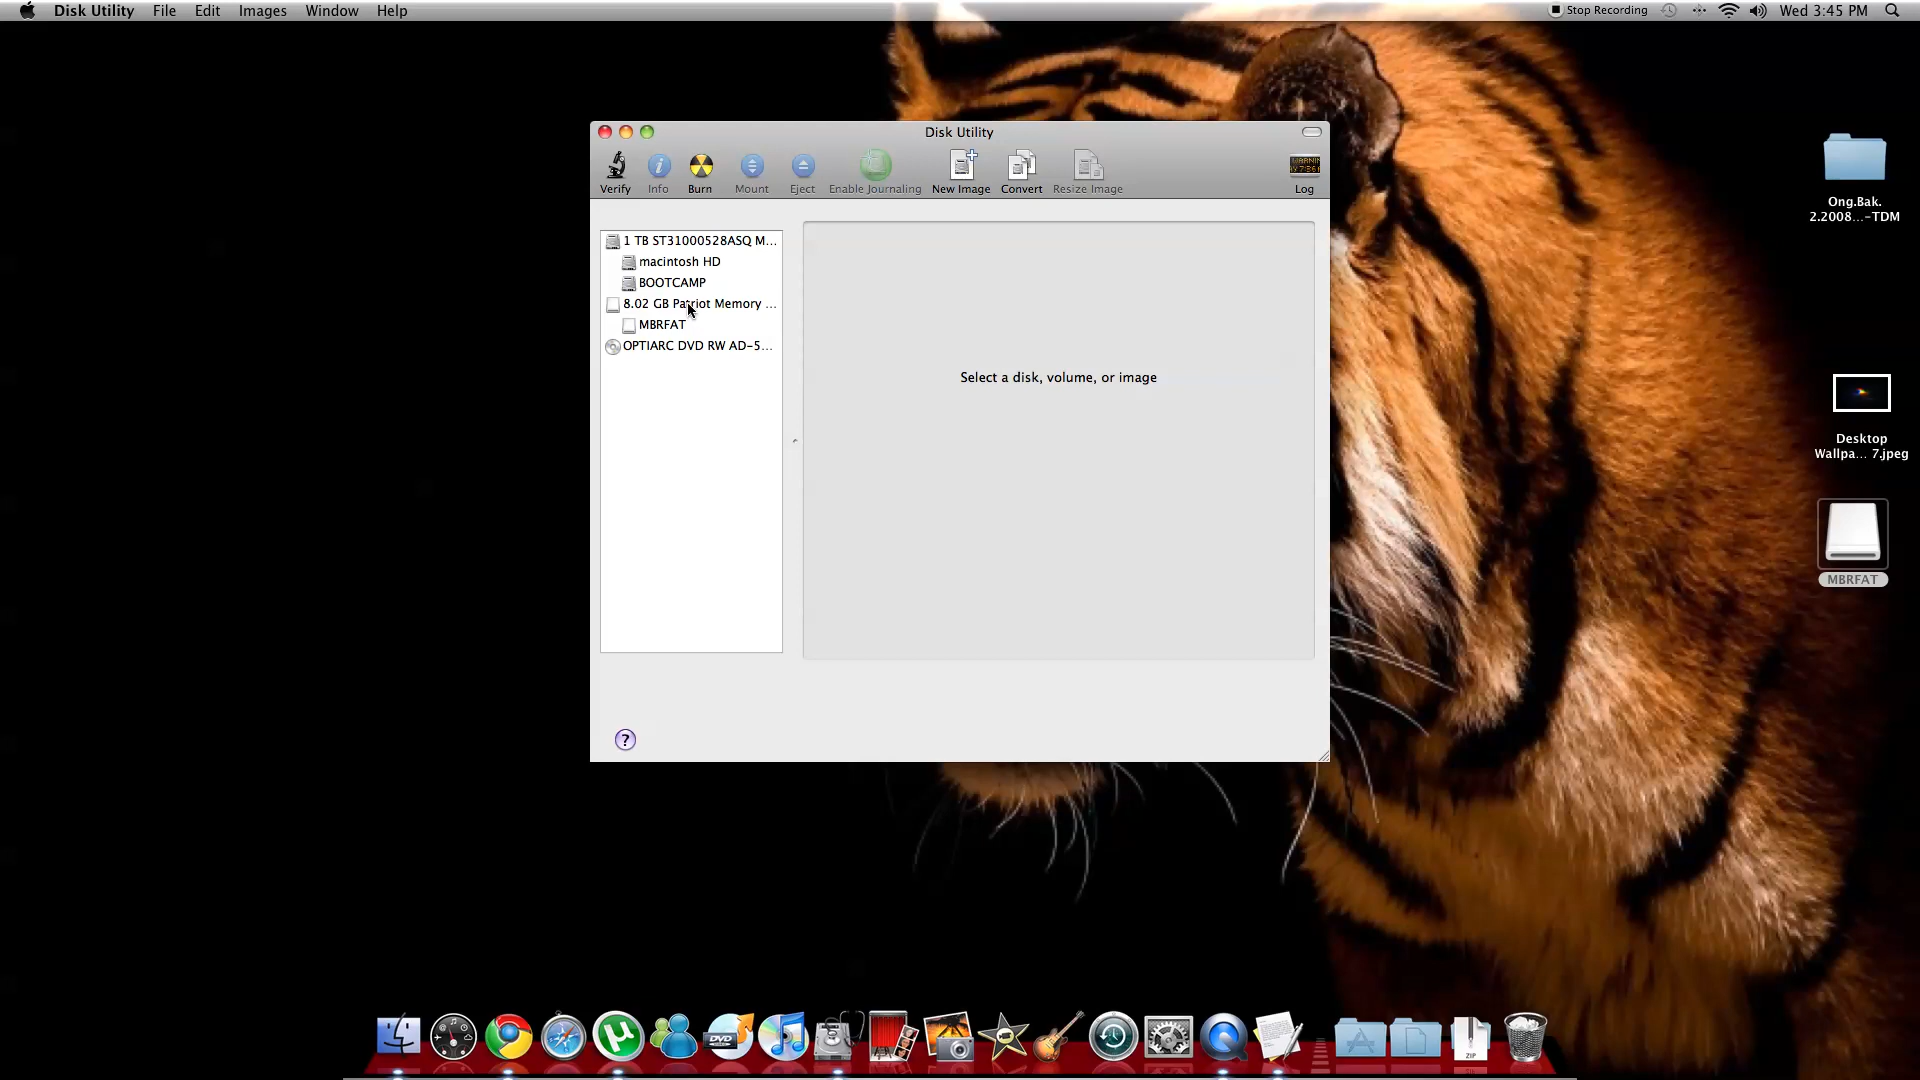 Disk Utility File Edit Images Window Help
Stop Recording Wed 3:45 PM
Disk Utility
Verify Info Burn Mount Eject Enable Journaling New Image Convert Resize Image Log
1 TB ST31000528ASQ M...
macintosh HD
BOOTCAMP
8.02 GB Patriot Memory ...
MBRFAT
OPTIARC DVD RW AD-5...
Select a disk, volume, or image
?
Ong.Bak.
2.2008...-TDM
Desktop
Wallpa... 7.jpeg
MBRFAT
DVD
ZIP